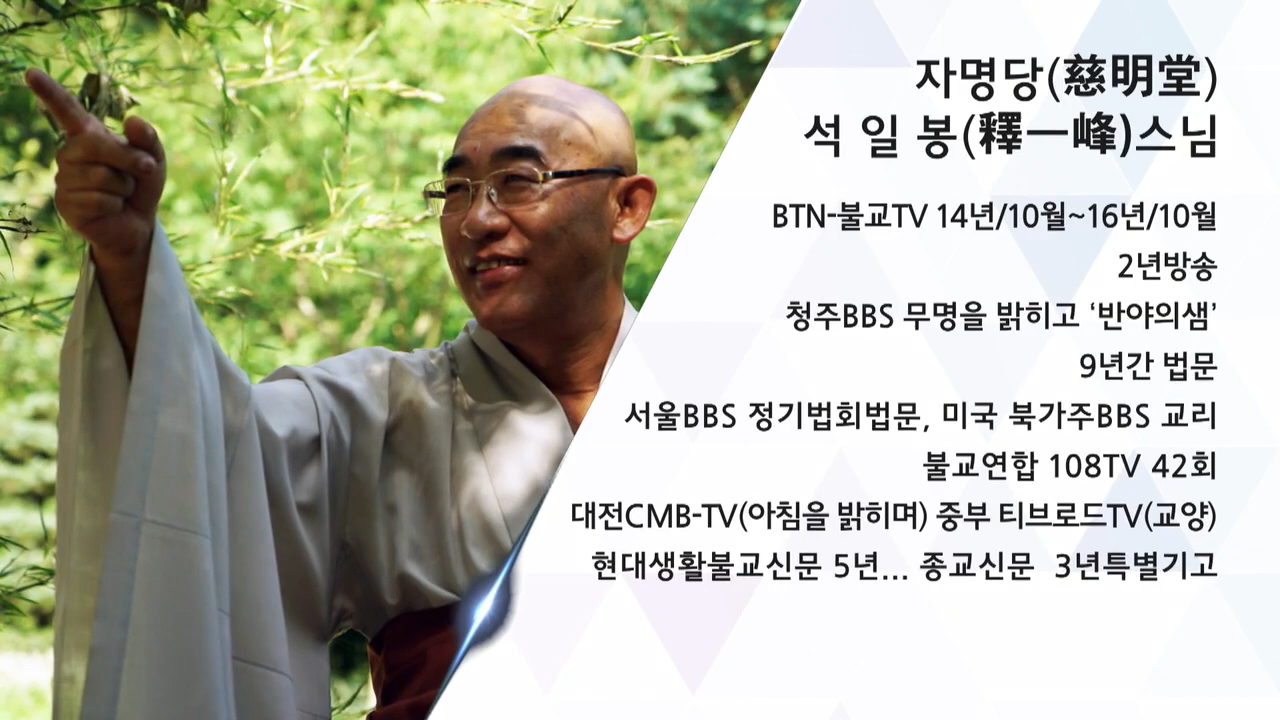 자명당(慈明堂)
석 일 봉(釋一峰)스님
BTN-불교TV 14년/10월~16년/10월
2년방송
청주BBS 무명을 밝히고 ‘반야의샘’
9년간 법문
서울BBS 정기법회법문, 미국 북가주BBS 교리
불교연합 108TV 42회
대전CMB-TV(아침을 밝히며) 중부 티브로드TV(교양)
현대생활불교신문 5년... 종교신문 3년특별기고